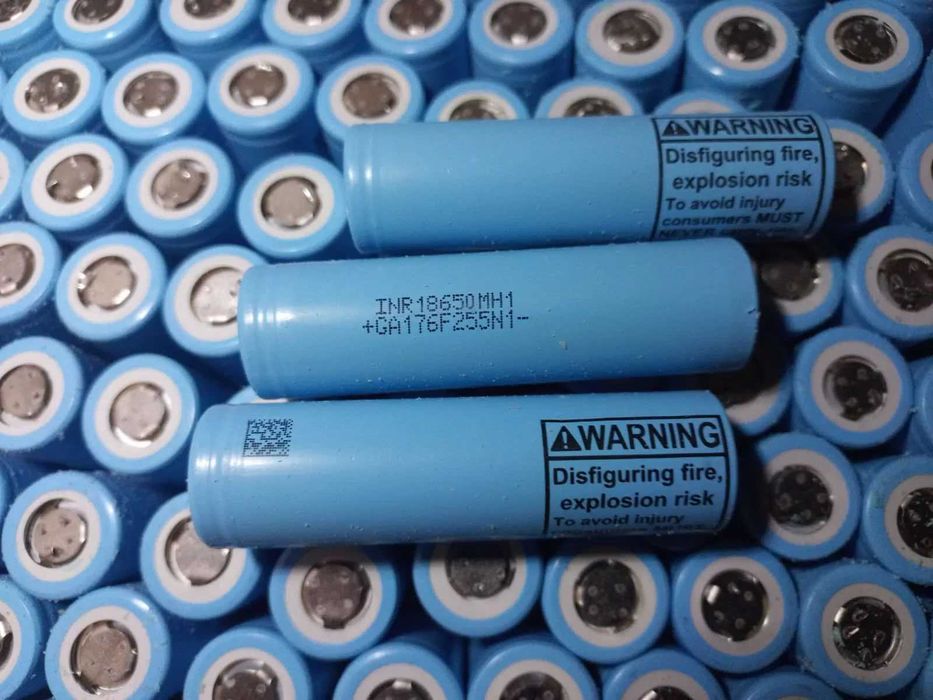 WARNING
Disfiguring fire,
explosion risk
To avoid injury
consumers MUST
NEVER
INR18650MH1
+GA176F255N1-
WARNING
Disfiguring fire,
explosion risk
To avoid injury